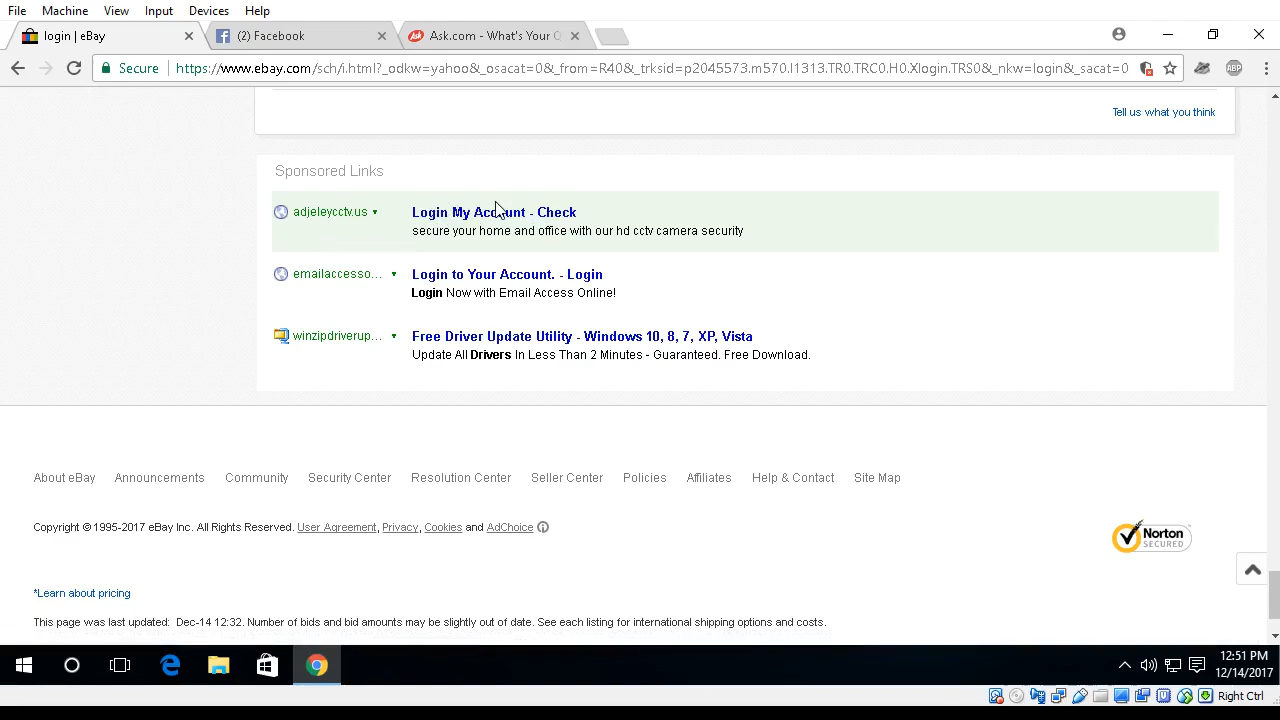 File Machine View Input Devices Help
login | eBay (2) Facebook Ask.com - What's Your Q
Secure https://www.ebay.com/sch/i.html?_odkw=yahoo&_osacat=0&_from=R40&_trksid=p2045573.m570.l1313.TR0.TRC0.H0.Xlogin.TRS0&_nkw=login&_sacat=0 ABP
Tell us what you think
Sponsored Links
adjeleycctv.us Login My Account - Check
secure your home and office with our hd cctv camera security
emailaccesso... Login to Your Account. - Login
Login Now with Email Access Online!
winzipdriverup... Free Driver Update Utility - Windows 10, 8, 7, XP, Vista
Update All Drivers In Less Than 2 Minutes - Guaranteed. Free Download.
About eBay Announcements Community Security Center Resolution Center Seller Center Policies Affiliates Help & Contact Site Map
Copyright © 1995-2017 eBay Inc. All Rights Reserved. User Agreement, Privacy, Cookies and AdChoice
Norton
SECURED
*Learn about pricing
This page was last updated: Dec-14 12:32. Number of bids and bid amounts may be slightly out of date. See each listing for international shipping options and costs.
12:51 PM
12/14/2017
Right Ctrl